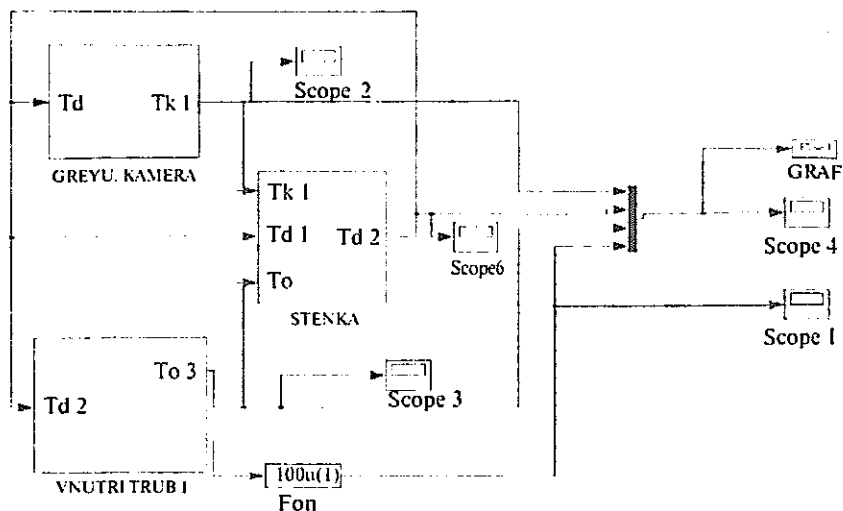 Td
Tk 1
GREYU. KAMERA
Scope 2
Tk 1
Td 1
Td 2
To
STENKA
Scope6
GRAF
Scope 4
Scope 1
To 3
Td 2
VNUTRI TRUB I
Scope 3
100u(1)
Fon